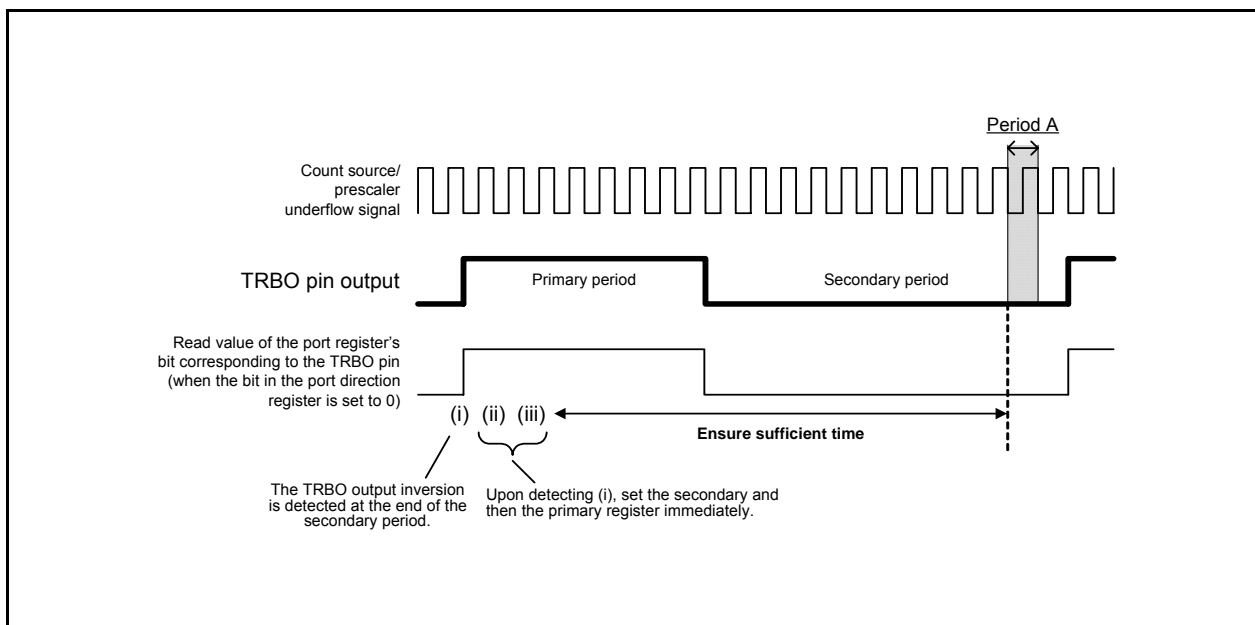 Period A
Count source/
prescaler
underflow signal
TRBO pin output
Primary period
Secondary period
Read value of the port register's
bit corresponding to the TRBO pin
(when the bit in the port direction
register is set to 0)
(i) (ii) (iii)
Ensure sufficient time
The TRBO output inversion
is detected at the end of the
secondary period.
Upon detecting (i), set the secondary and
then the primary register immediately.